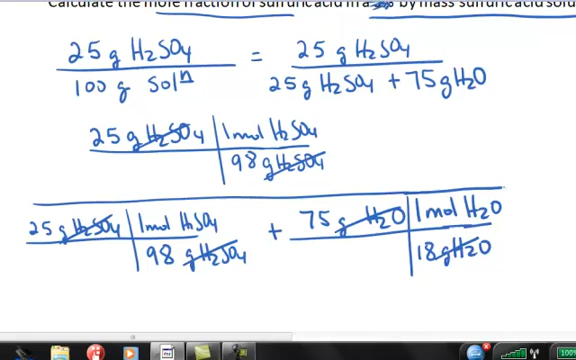 Calculate the mole fraction of sulfuric acid in a by mass sulfuric acid
25 g H₂SO₄ = 25 g H₂SO₄
100 g Solⁿ 25 g H₂SO₄ + 75 g H₂O
25 g H₂SO₄ 1 mol H₂SO₄
98 g H₂SO₄
25 g H₂SO₄ 1 mol H₂SO₄ + 75 g H₂O 1 mol H₂O
98 g H₂SO₄ 18 g H₂O
100%